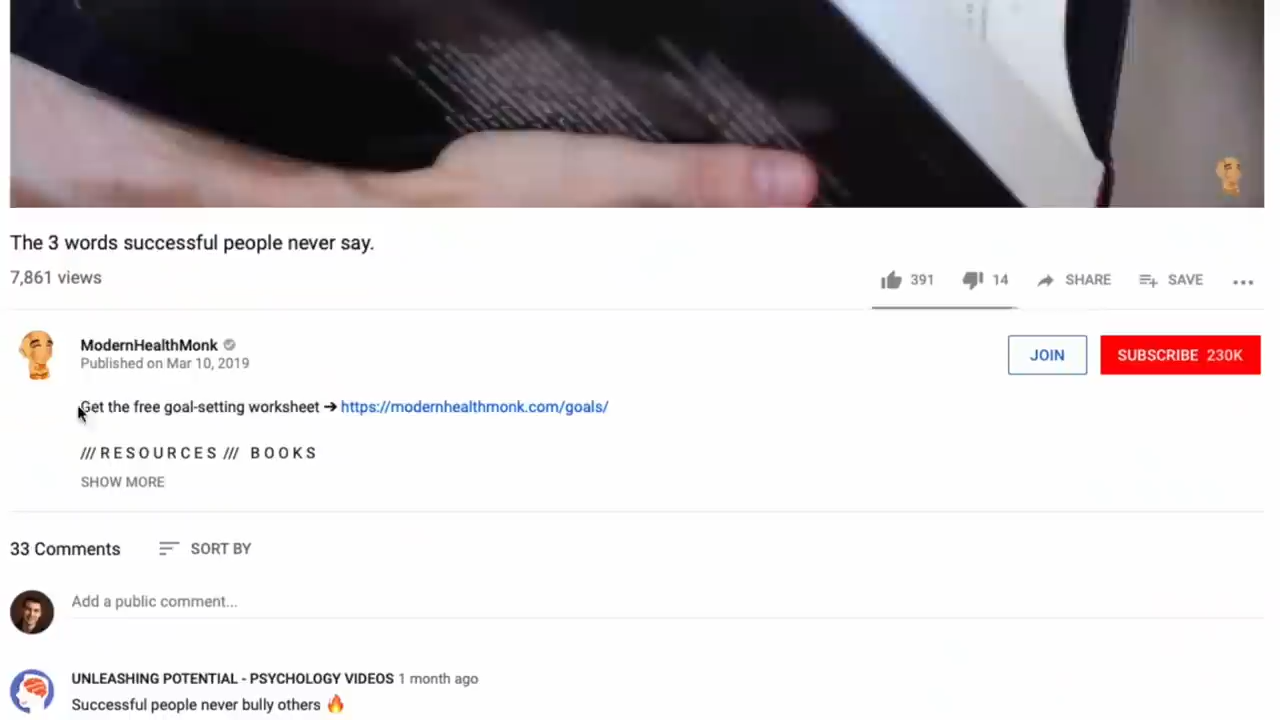 The 3 words successful people never say.
7,861 views
391 14 SHARE SAVE
ModernHealthMonk
Published on Mar 10, 2019
JOIN SUBSCRIBE 230K
Get the free goal-setting worksheet ➔ https://modernhealthmonk.com/goals/
/// R E S O U R C E S /// B O O K S
SHOW MORE
33 Comments SORT BY
Add a public comment...
UNLEASHING POTENTIAL - PSYCHOLOGY VIDEOS 1 month ago
Successful people never bully others 🔥